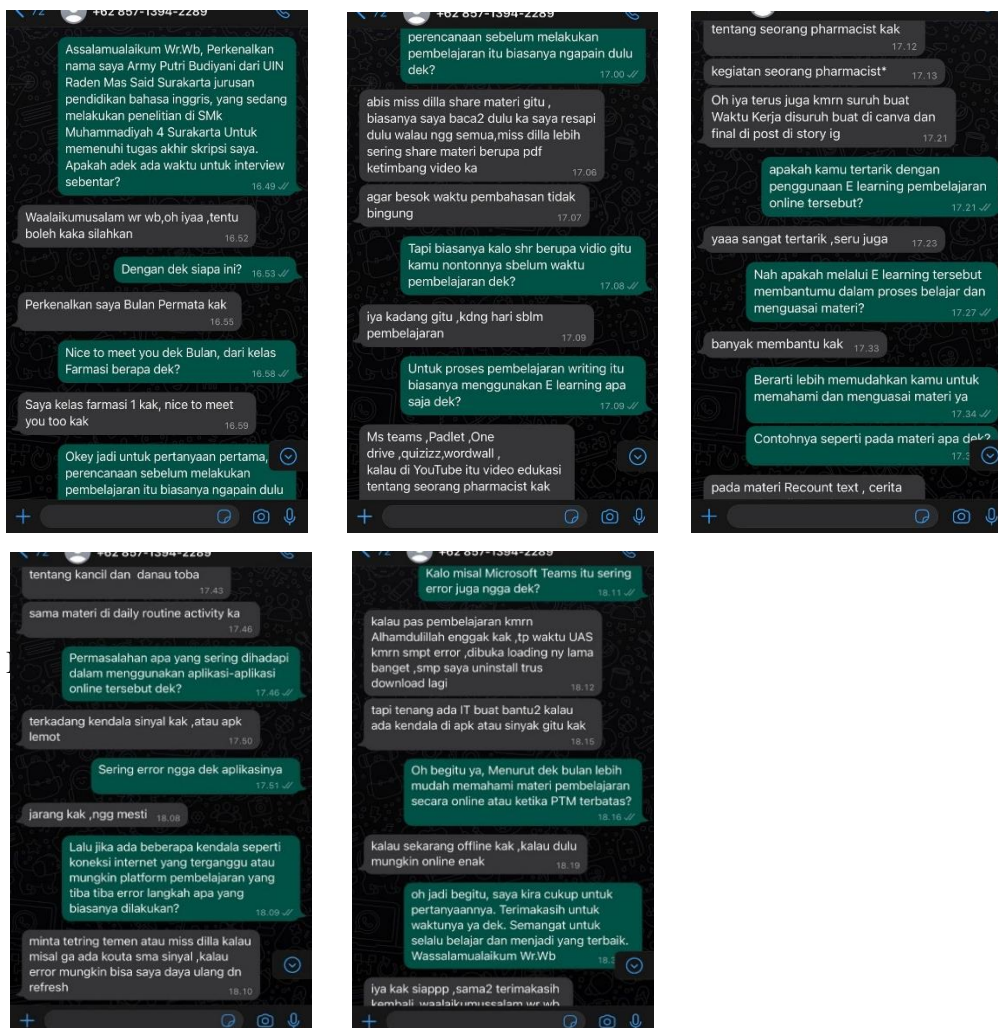 72
+62 857-1394-2289
Assalamualaikum Wr.Wb, Perkenalkan
nama saya Army Putri Budiyani dari UIN
Raden Mas Said Surakarta jurusan
pendidikan bahasa inggris, yang sedang
melakukan penelitian di SMk
Muhammadiyah 4 Surakarta Untuk
memenuhi tugas akhir skripsi saya.
Apakah adek ada waktu untuk interview
sebentar?
16.49
Waalaikumusalam wr wb,oh iyaa ,tentu
boleh kaka silahkan
16.52
Dengan dek siapa ini? 16.53
Perkenalkan saya Bulan Permata kak
16.55
Nice to meet you dek Bulan, dari kelas
Farmasi berapa dek?
16.58
Saya kelas farmasi 1 kak, nice to meet
you too kak
16.59
Okey jadi untuk pertanyaan pertama,
perencanaan sebelum melakukan
pembelajaran itu biasanya ngapain dulu
72
+62 857-1394-2289
perencanaan sebelum melakukan
pembelajaran itu biasanya ngapain dulu
dek?
17.00
abis miss dilla share materi gitu ,
biasanya saya baca2 dulu ka saya resapi
dulu walau ngg semua,miss dilla lebih
sering share materi berupa pdf
ketimbang video ka
17.06
agar besok waktu pembahasan tidak
bingung
17.07
Tapi biasanya kalo shr berupa vidio gitu
kamu nontonnya sbelum waktu
pembelajaran dek?
17.08
iya kadang gitu ,kdng hari sblm
pembelajaran
17.09
Untuk proses pembelajaran writing itu
biasanya menggunakan E learning apa
saja dek?
17.09
Ms teams ,Padlet ,One
drive ,quizizz,wordwall ,
kalau di YouTube itu video edukasi
tentang seorang pharmacist kak
tentang seorang pharmacist kak
17.12
kegiatan seorang pharmacist* 17.13
Oh iya terus juga kmrn suruh buat
Waktu Kerja disuruh buat di canva dan
final di post di story ig
17.21
apakah kamu tertarik dengan
penggunaan E learning pembelajaran
online tersebut?
17.21
yaaa sangat tertarik ,seru juga 17.23
Nah apakah melalui E learning tersebut
membantumu dalam proses belajar dan
menguasai materi?
17.27
banyak membantu kak 17.33
Berarti lebih memudahkan kamu untuk
memahami dan menguasai materi ya
17.34
Contohnya seperti pada materi apa dek?
pada materi Recount text , cerita
72
+62 857-1394-2289
tentang kancil dan danau toba
17.43
sama materi di daily routine activity ka
17.46
Permasalahan apa yang sering dihadapi
dalam menggunakan aplikasi-aplikasi
online tersebut dek?
17.46
terkadang kendala sinyal kak ,atau apk
lemot
17.50
Sering error ngga dek aplikasinya
17.51
jarang kak ,ngg mesti 18.08
Lalu jika ada beberapa kendala seperti
koneksi internet yang terganggu atau
mungkin platform pembelajaran yang
tiba tiba error langkah apa yang
biasanya dilakukan?
18.09
minta tetring temen atau miss dilla kalau
misal ga ada kouta sma sinyal ,kalau
error mungkin bisa saya daya ulang dn
refresh
18.10
72
+62 857-1394-2289
Kalo misal Microsoft Teams itu sering
error juga ngga dek?
18.11
kalau pas pembelajaran kmrn
Alhamdulillah enggak kak ,tp waktu UAS
kmrn smpt error ,dibuka loading ny lama
banget ,smp saya uninstall trus
download lagi
18.12
tapi tenang ada IT buat bantu2 kalau
ada kendala di apk atau sinyak gitu kak
18.15
Oh begitu ya, Menurut dek bulan lebih
mudah memahami materi pembelajaran
secara online atau ketika PTM terbatas?
18.16
kalau sekarang offline kak ,kalau dulu
mungkin online enak
18.19
oh jadi begitu, saya kira cukup untuk
pertanyaannya. Terimakasih untuk
waktunya ya dek. Semangat untuk
selalu belajar dan menjadi yang terbaik.
Wassalamualaikum Wr.Wb
iya kak siappp ,sama2 terimakasih
kembali waalaikumussalam wr wb